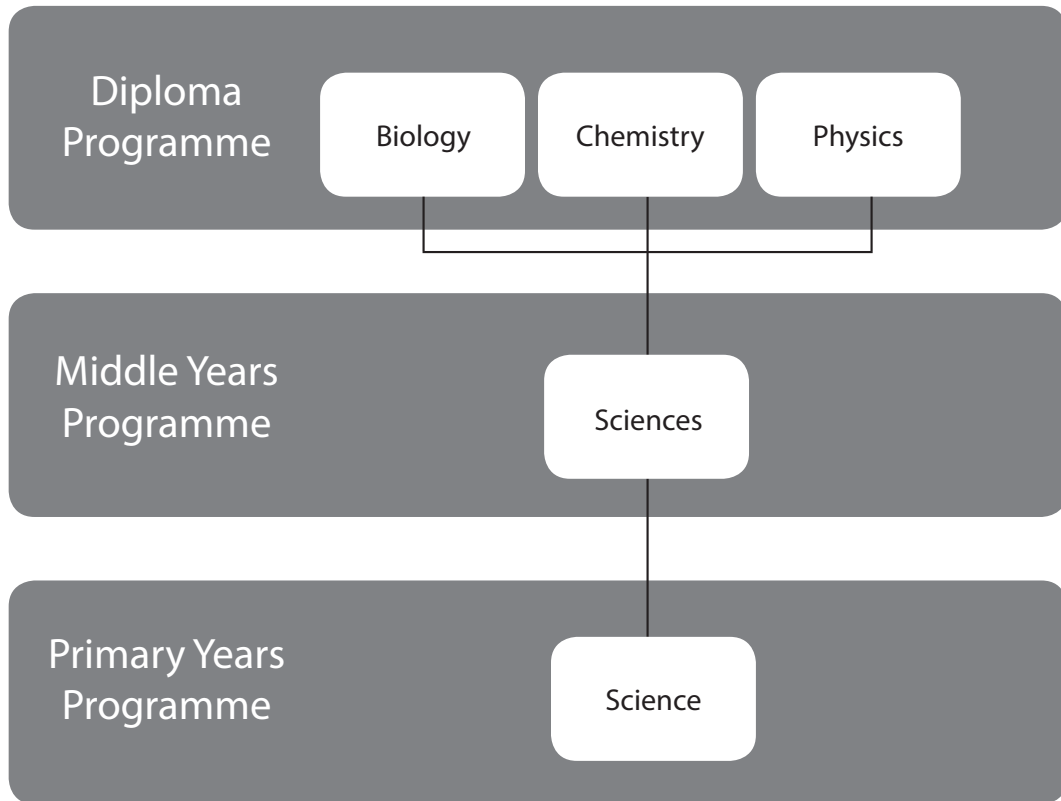 Diploma
Programme
Biology
Chemistry
Physics
Middle Years
Programme
Sciences
Primary Years
Programme
Science